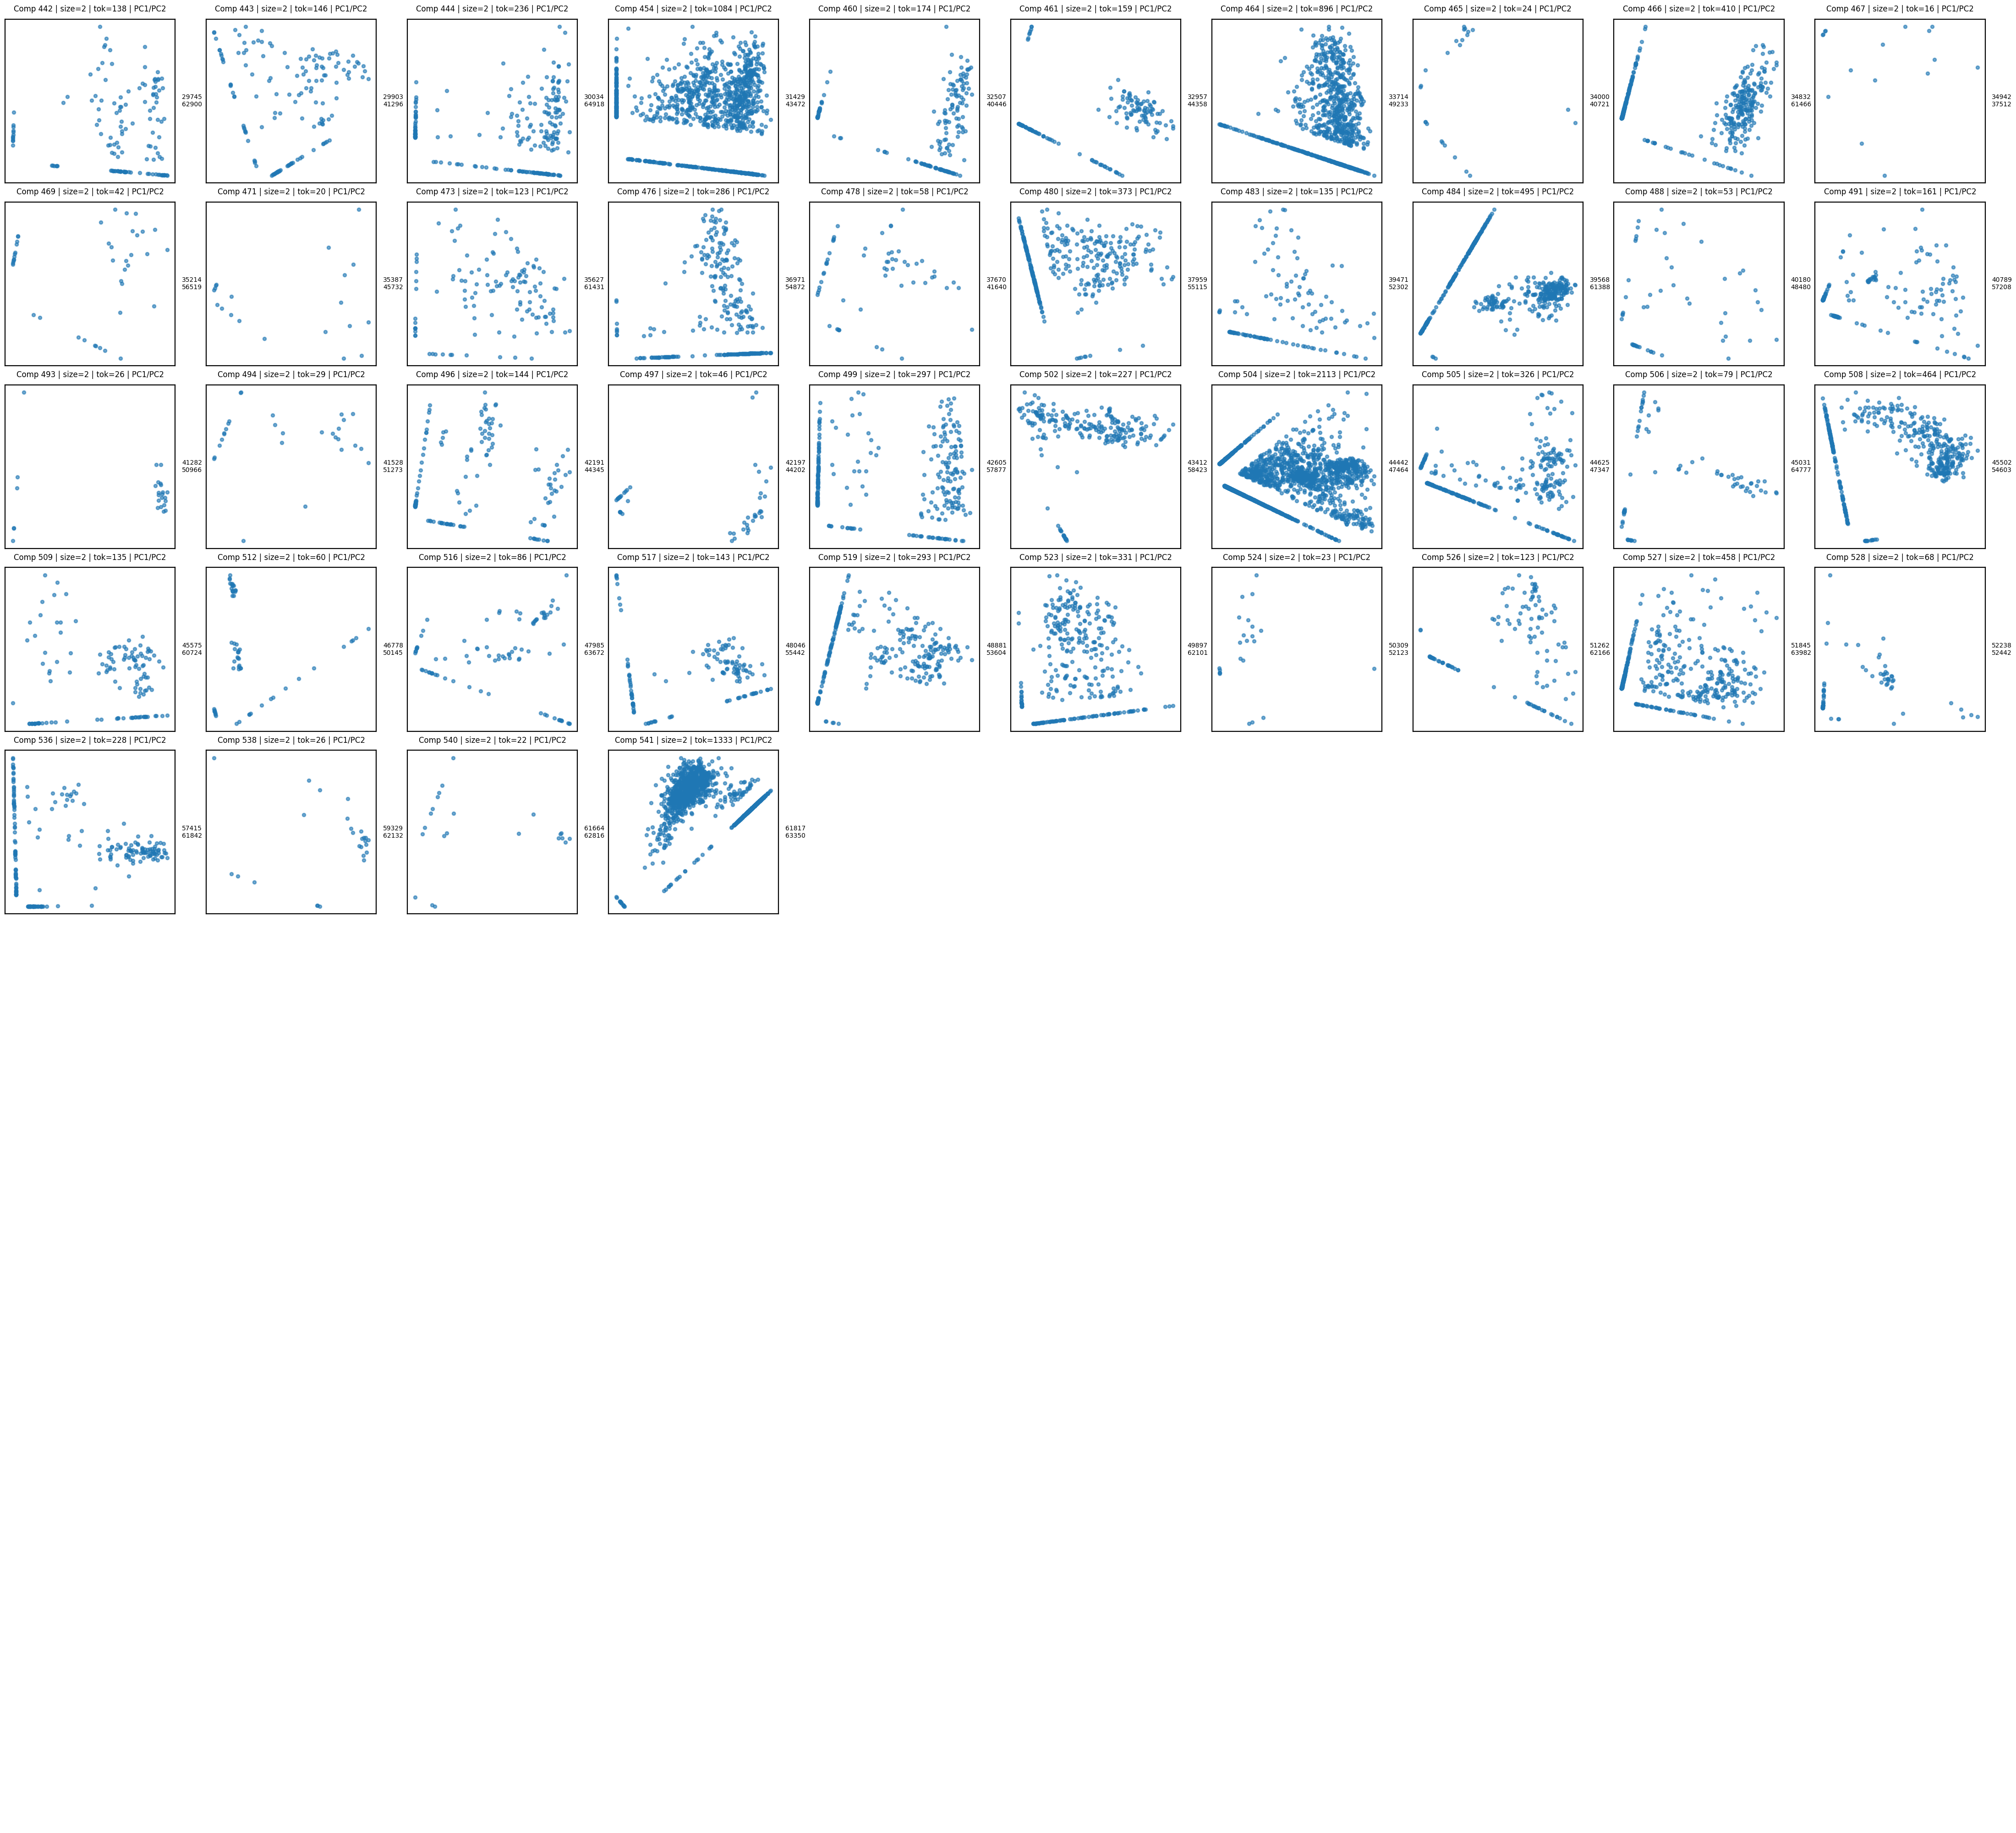 Comp 442 | size=2 | tok=138 | PC1/PC2
29745
62900
Comp 443 | size=2 | tok=146 | PC1/PC2
29903
41296
Comp 444 | size=2 | tok=236 | PC1/PC2
30034
64918
Comp 454 | size=2 | tok=1084 | PC1/PC2
31429
43472
Comp 460 | size=2 | tok=174 | PC1/PC2
32507
40446
Comp 461 | size=2 | tok=159 | PC1/PC2
32957
44358
Comp 464 | size=2 | tok=896 | PC1/PC2
33714
49233
Comp 465 | size=2 | tok=24 | PC1/PC2
34000
40721
Comp 466 | size=2 | tok=410 | PC1/PC2
34832
61466
Comp 467 | size=2 | tok=16 | PC1/PC2
34942
37512
Comp 469 | size=2 | tok=42 | PC1/PC2
35214
56519
Comp 471 | size=2 | tok=20 | PC1/PC2
35387
45732
Comp 473 | size=2 | tok=123 | PC1/PC2
35627
61431
Comp 476 | size=2 | tok=286 | PC1/PC2
36971
54872
Comp 478 | size=2 | tok=58 | PC1/PC2
37670
41640
Comp 480 | size=2 | tok=373 | PC1/PC2
37959
55115
Comp 483 | size=2 | tok=135 | PC1/PC2
39471
52302
Comp 484 | size=2 | tok=495 | PC1/PC2
39568
61388
Comp 488 | size=2 | tok=53 | PC1/PC2
40180
48480
Comp 491 | size=2 | tok=161 | PC1/PC2
40789
57208
Comp 493 | size=2 | tok=26 | PC1/PC2
41282
50966
Comp 494 | size=2 | tok=29 | PC1/PC2
41528
51273
Comp 496 | size=2 | tok=144 | PC1/PC2
42191
44345
Comp 497 | size=2 | tok=46 | PC1/PC2
42197
44202
Comp 499 | size=2 | tok=297 | PC1/PC2
42605
57877
Comp 502 | size=2 | tok=227 | PC1/PC2
43412
58423
Comp 504 | size=2 | tok=2113 | PC1/PC2
44442
47464
Comp 505 | size=2 | tok=326 | PC1/PC2
44625
47347
Comp 506 | size=2 | tok=79 | PC1/PC2
45031
64777
Comp 508 | size=2 | tok=464 | PC1/PC2
45502
54603
Comp 509 | size=2 | tok=135 | PC1/PC2
45575
60724
Comp 512 | size=2 | tok=60 | PC1/PC2
46778
50145
Comp 516 | size=2 | tok=86 | PC1/PC2
47985
63672
Comp 517 | size=2 | tok=143 | PC1/PC2
48046
55442
Comp 519 | size=2 | tok=293 | PC1/PC2
48881
53604
Comp 523 | size=2 | tok=331 | PC1/PC2
49897
62101
Comp 524 | size=2 | tok=23 | PC1/PC2
50309
52123
Comp 526 | size=2 | tok=123 | PC1/PC2
51262
62166
Comp 527 | size=2 | tok=458 | PC1/PC2
51845
63982
Comp 528 | size=2 | tok=68 | PC1/PC2
52238
52442
Comp 536 | size=2 | tok=228 | PC1/PC2
57415
61842
Comp 538 | size=2 | tok=26 | PC1/PC2
59329
62132
Comp 540 | size=2 | tok=22 | PC1/PC2
61664
62816
Comp 541 | size=2 | tok=1333 | PC1/PC2
61817
63350